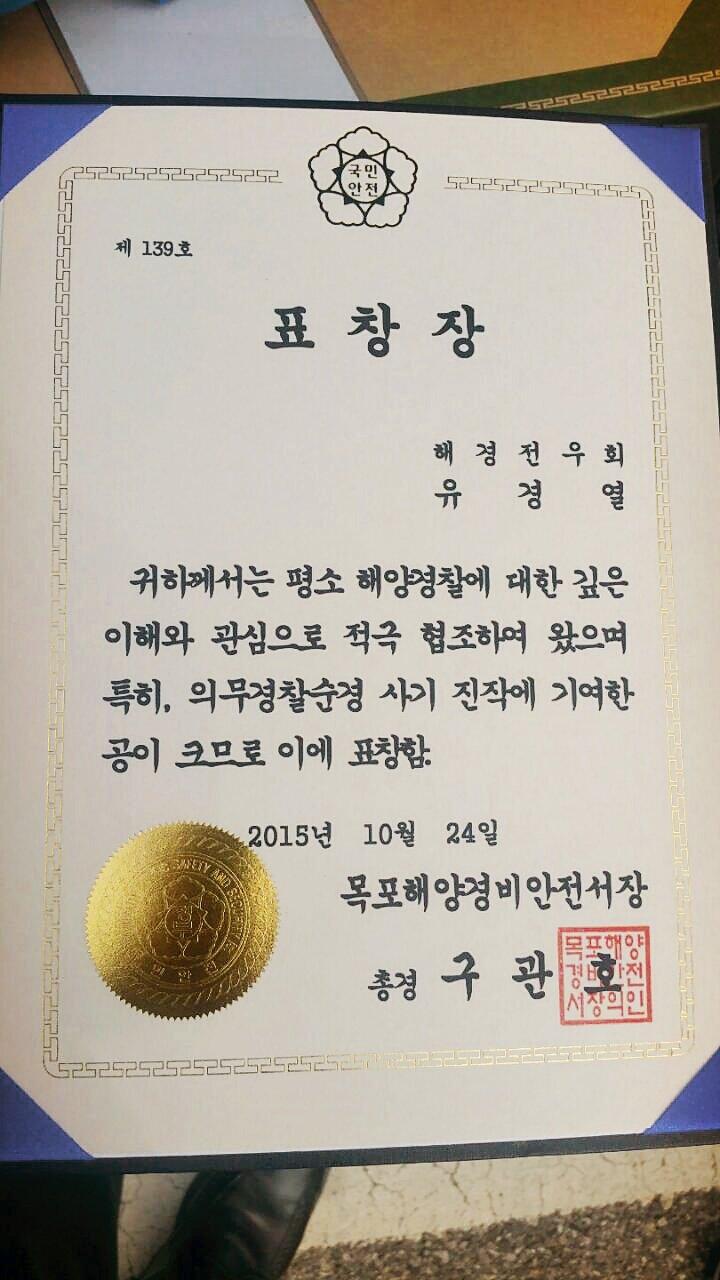 국민
안전
제 139호
표 창 장
해 경 전 우 회
유 경 열
귀하께서는 평소 해양경찰에 대한 깊은
이해와 관심으로 적극 협조하여 왔으며
특히, 의무경찰순경 사기 진작에 기여한
공이 크므로 이에 표창함.
2015년 10월 24일
목포해양경비안전서장
총경 구 관 호
목포해양
경비안전
서장의인
SAFETY AND